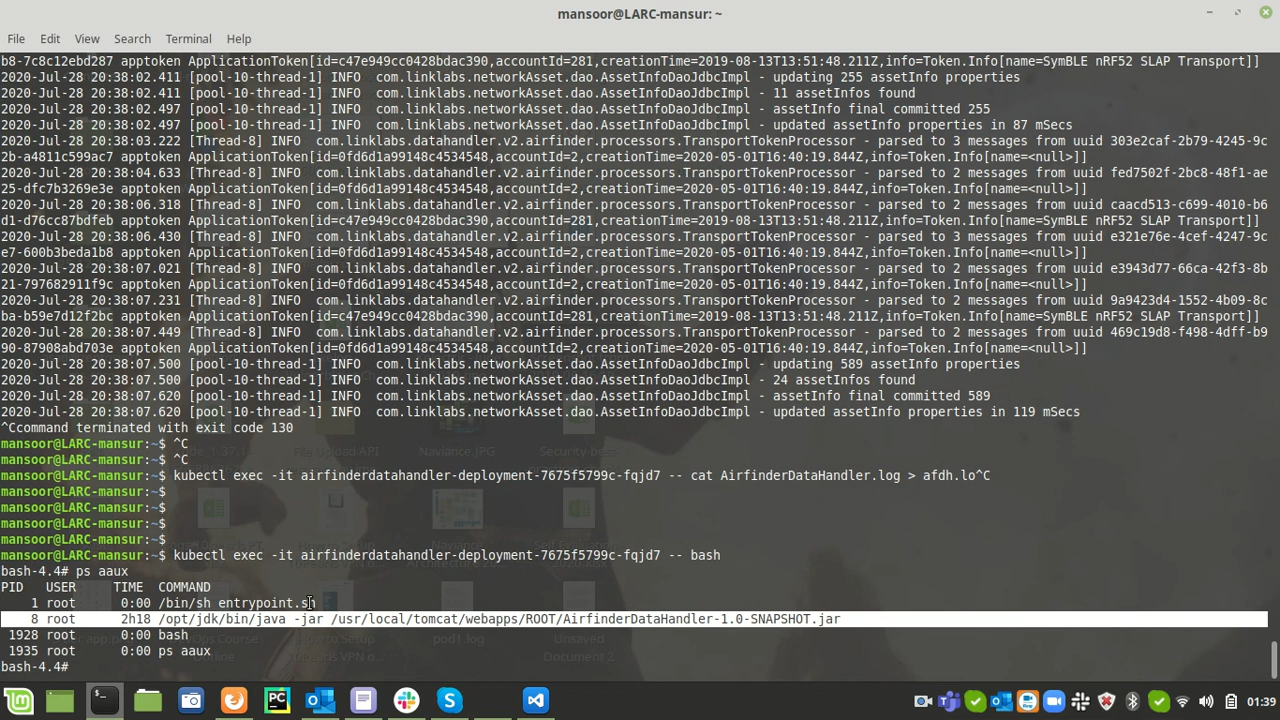 mansoor@LARC-mansur: ~
File Edit View Search Terminal Help
b8-7c8c12ebd287 apptoken ApplicationToken[id=c47e949cc0428bdac390,accountId=281,creationTime=2019-08-13T13:51:48.211Z,info=Token.Info[name=SymBLE nRF52 SLAP Transport]]
2020-Jul-28 20:38:02.411 [pool-10-thread-1] INFO  com.linklabs.networkAsset.dao.AssetInfoDaoJdbcImpl - updating 255 assetInfo properties
2020-Jul-28 20:38:02.411 [pool-10-thread-1] INFO  com.linklabs.networkAsset.dao.AssetInfoDaoJdbcImpl - 11 assetInfos found
2020-Jul-28 20:38:02.497 [pool-10-thread-1] INFO  com.linklabs.networkAsset.dao.AssetInfoDaoJdbcImpl - assetInfo final committed 255
2020-Jul-28 20:38:02.497 [pool-10-thread-1] INFO  com.linklabs.networkAsset.dao.AssetInfoDaoJdbcImpl - updated assetInfo properties in 87 mSecs
2020-Jul-28 20:38:03.222 [Thread-8] INFO  com.linklabs.datahandler.v2.airfinder.processors.TransportTokenProcessor - parsed to 3 messages from uuid 303e2caf-2b79-4245-9c
2b-a4811c599ac7 apptoken ApplicationToken[id=0fd6d1a99148c4534548,accountId=2,creationTime=2020-05-01T16:40:19.844Z,info=Token.Info[name=<null>]]
2020-Jul-28 20:38:04.633 [Thread-8] INFO  com.linklabs.datahandler.v2.airfinder.processors.TransportTokenProcessor - parsed to 2 messages from uuid fed7502f-2bc8-48f1-ae
25-dfc7b3269e3e apptoken ApplicationToken[id=0fd6d1a99148c4534548,accountId=2,creationTime=2020-05-01T16:40:19.844Z,info=Token.Info[name=<null>]]
2020-Jul-28 20:38:06.318 [Thread-8] INFO  com.linklabs.datahandler.v2.airfinder.processors.TransportTokenProcessor - parsed to 2 messages from uuid caacd513-c699-4010-b6
d1-d76cc87bdfeb apptoken ApplicationToken[id=c47e949cc0428bdac390,accountId=281,creationTime=2019-08-13T13:51:48.211Z,info=Token.Info[name=SymBLE nRF52 SLAP Transport]]
2020-Jul-28 20:38:06.430 [Thread-8] INFO  com.linklabs.datahandler.v2.airfinder.processors.TransportTokenProcessor - parsed to 3 messages from uuid e321e76e-4cef-4247-9c
e7-600b3beda1b8 apptoken ApplicationToken[id=0fd6d1a99148c4534548,accountId=2,creationTime=2020-05-01T16:40:19.844Z,info=Token.Info[name=<null>]]
2020-Jul-28 20:38:07.021 [Thread-8] INFO  com.linklabs.datahandler.v2.airfinder.processors.TransportTokenProcessor - parsed to 2 messages from uuid e3943d77-66ca-42f3-8b
21-797682911f9c apptoken ApplicationToken[id=0fd6d1a99148c4534548,accountId=2,creationTime=2020-05-01T16:40:19.844Z,info=Token.Info[name=<null>]]
2020-Jul-28 20:38:07.231 [Thread-8] INFO  com.linklabs.datahandler.v2.airfinder.processors.TransportTokenProcessor - parsed to 2 messages from uuid 9a9423d4-1552-4b09-8c
ba-b59e7d12f2bc apptoken ApplicationToken[id=c47e949cc0428bdac390,accountId=281,creationTime=2019-08-13T13:51:48.211Z,info=Token.Info[name=SymBLE nRF52 SLAP Transport]]
2020-Jul-28 20:38:07.449 [Thread-8] INFO  com.linklabs.datahandler.v2.airfinder.processors.TransportTokenProcessor - parsed to 2 messages from uuid 469c19d8-f498-4dff-b9
90-87908abd703e apptoken ApplicationToken[id=0fd6d1a99148c4534548,accountId=2,creationTime=2020-05-01T16:40:19.844Z,info=Token.Info[name=<null>]]
2020-Jul-28 20:38:07.500 [pool-10-thread-1] INFO  com.linklabs.networkAsset.dao.AssetInfoDaoJdbcImpl - updating 589 assetInfo properties
2020-Jul-28 20:38:07.500 [pool-10-thread-1] INFO  com.linklabs.networkAsset.dao.AssetInfoDaoJdbcImpl - 24 assetInfos found
2020-Jul-28 20:38:07.620 [pool-10-thread-1] INFO  com.linklabs.networkAsset.dao.AssetInfoDaoJdbcImpl - assetInfo final committed 589
2020-Jul-28 20:38:07.620 [pool-10-thread-1] INFO  com.linklabs.networkAsset.dao.AssetInfoDaoJdbcImpl - updated assetInfo properties in 119 mSecs
^Ccommand terminated with exit code 130
mansoor@LARC-mansur:~$ ^C
mansoor@LARC-mansur:~$ ^C
mansoor@LARC-mansur:~$ kubectl exec -it airfinderdatahandler-deployment-7675f5799c-fqjd7 -- cat AirfinderDataHandler.log > afdh.lo^C
mansoor@LARC-mansur:~$
mansoor@LARC-mansur:~$
mansoor@LARC-mansur:~$
mansoor@LARC-mansur:~$
mansoor@LARC-mansur:~$ kubectl exec -it airfinderdatahandler-deployment-7675f5799c-fqjd7 -- bash
bash-4.4# ps aaux
PID   USER     TIME  COMMAND
1 root      0:00 /bin/sh entrypoint.sh
8 root      2h18 /opt/jdk/bin/java -jar /usr/local/tomcat/webapps/ROOT/AirfinderDataHandler-1.0-SNAPSHOT.jar
1928 root      0:00 bash
1935 root      0:00 ps aaux
bash-4.4#
01:39